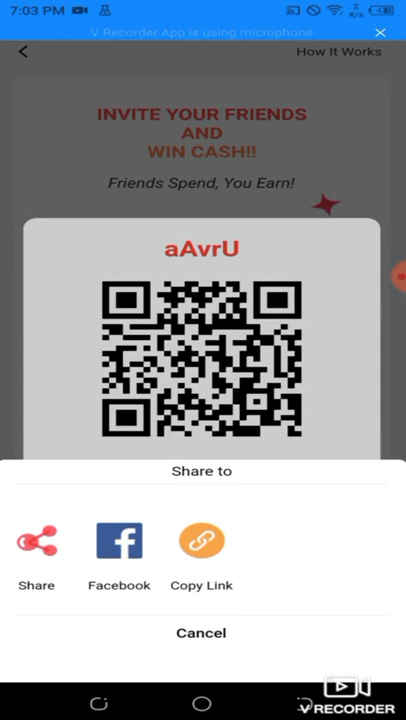 7:03 PM
2
K/s
V Recorder App is using microphone
How It Works
INVITE YOUR FRIENDS
AND
WIN CASH!!
Friends Spend, You Earn!
aAvrU
Share to
Share
Facebook
Copy Link
Cancel
V RECORDER